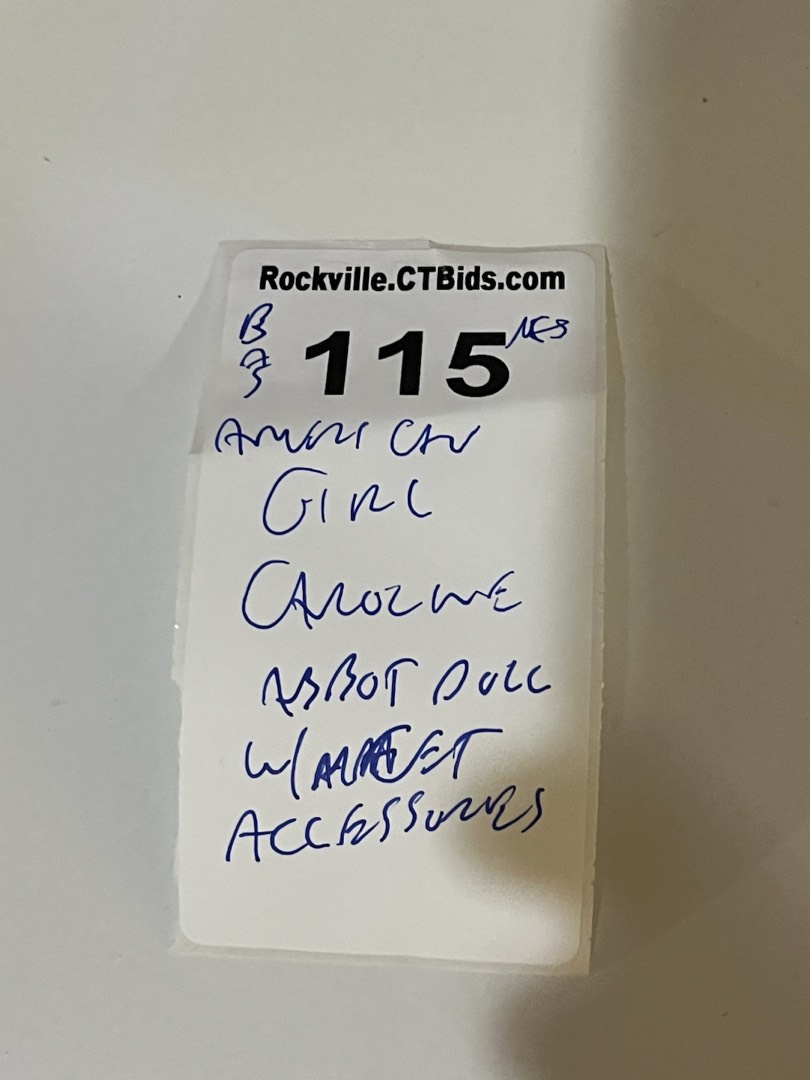 Rockville.CTBids.com
115
AMERICAN
GIRL
CAROLINE
ABBOT DOLL
W/
ACCESSORIES